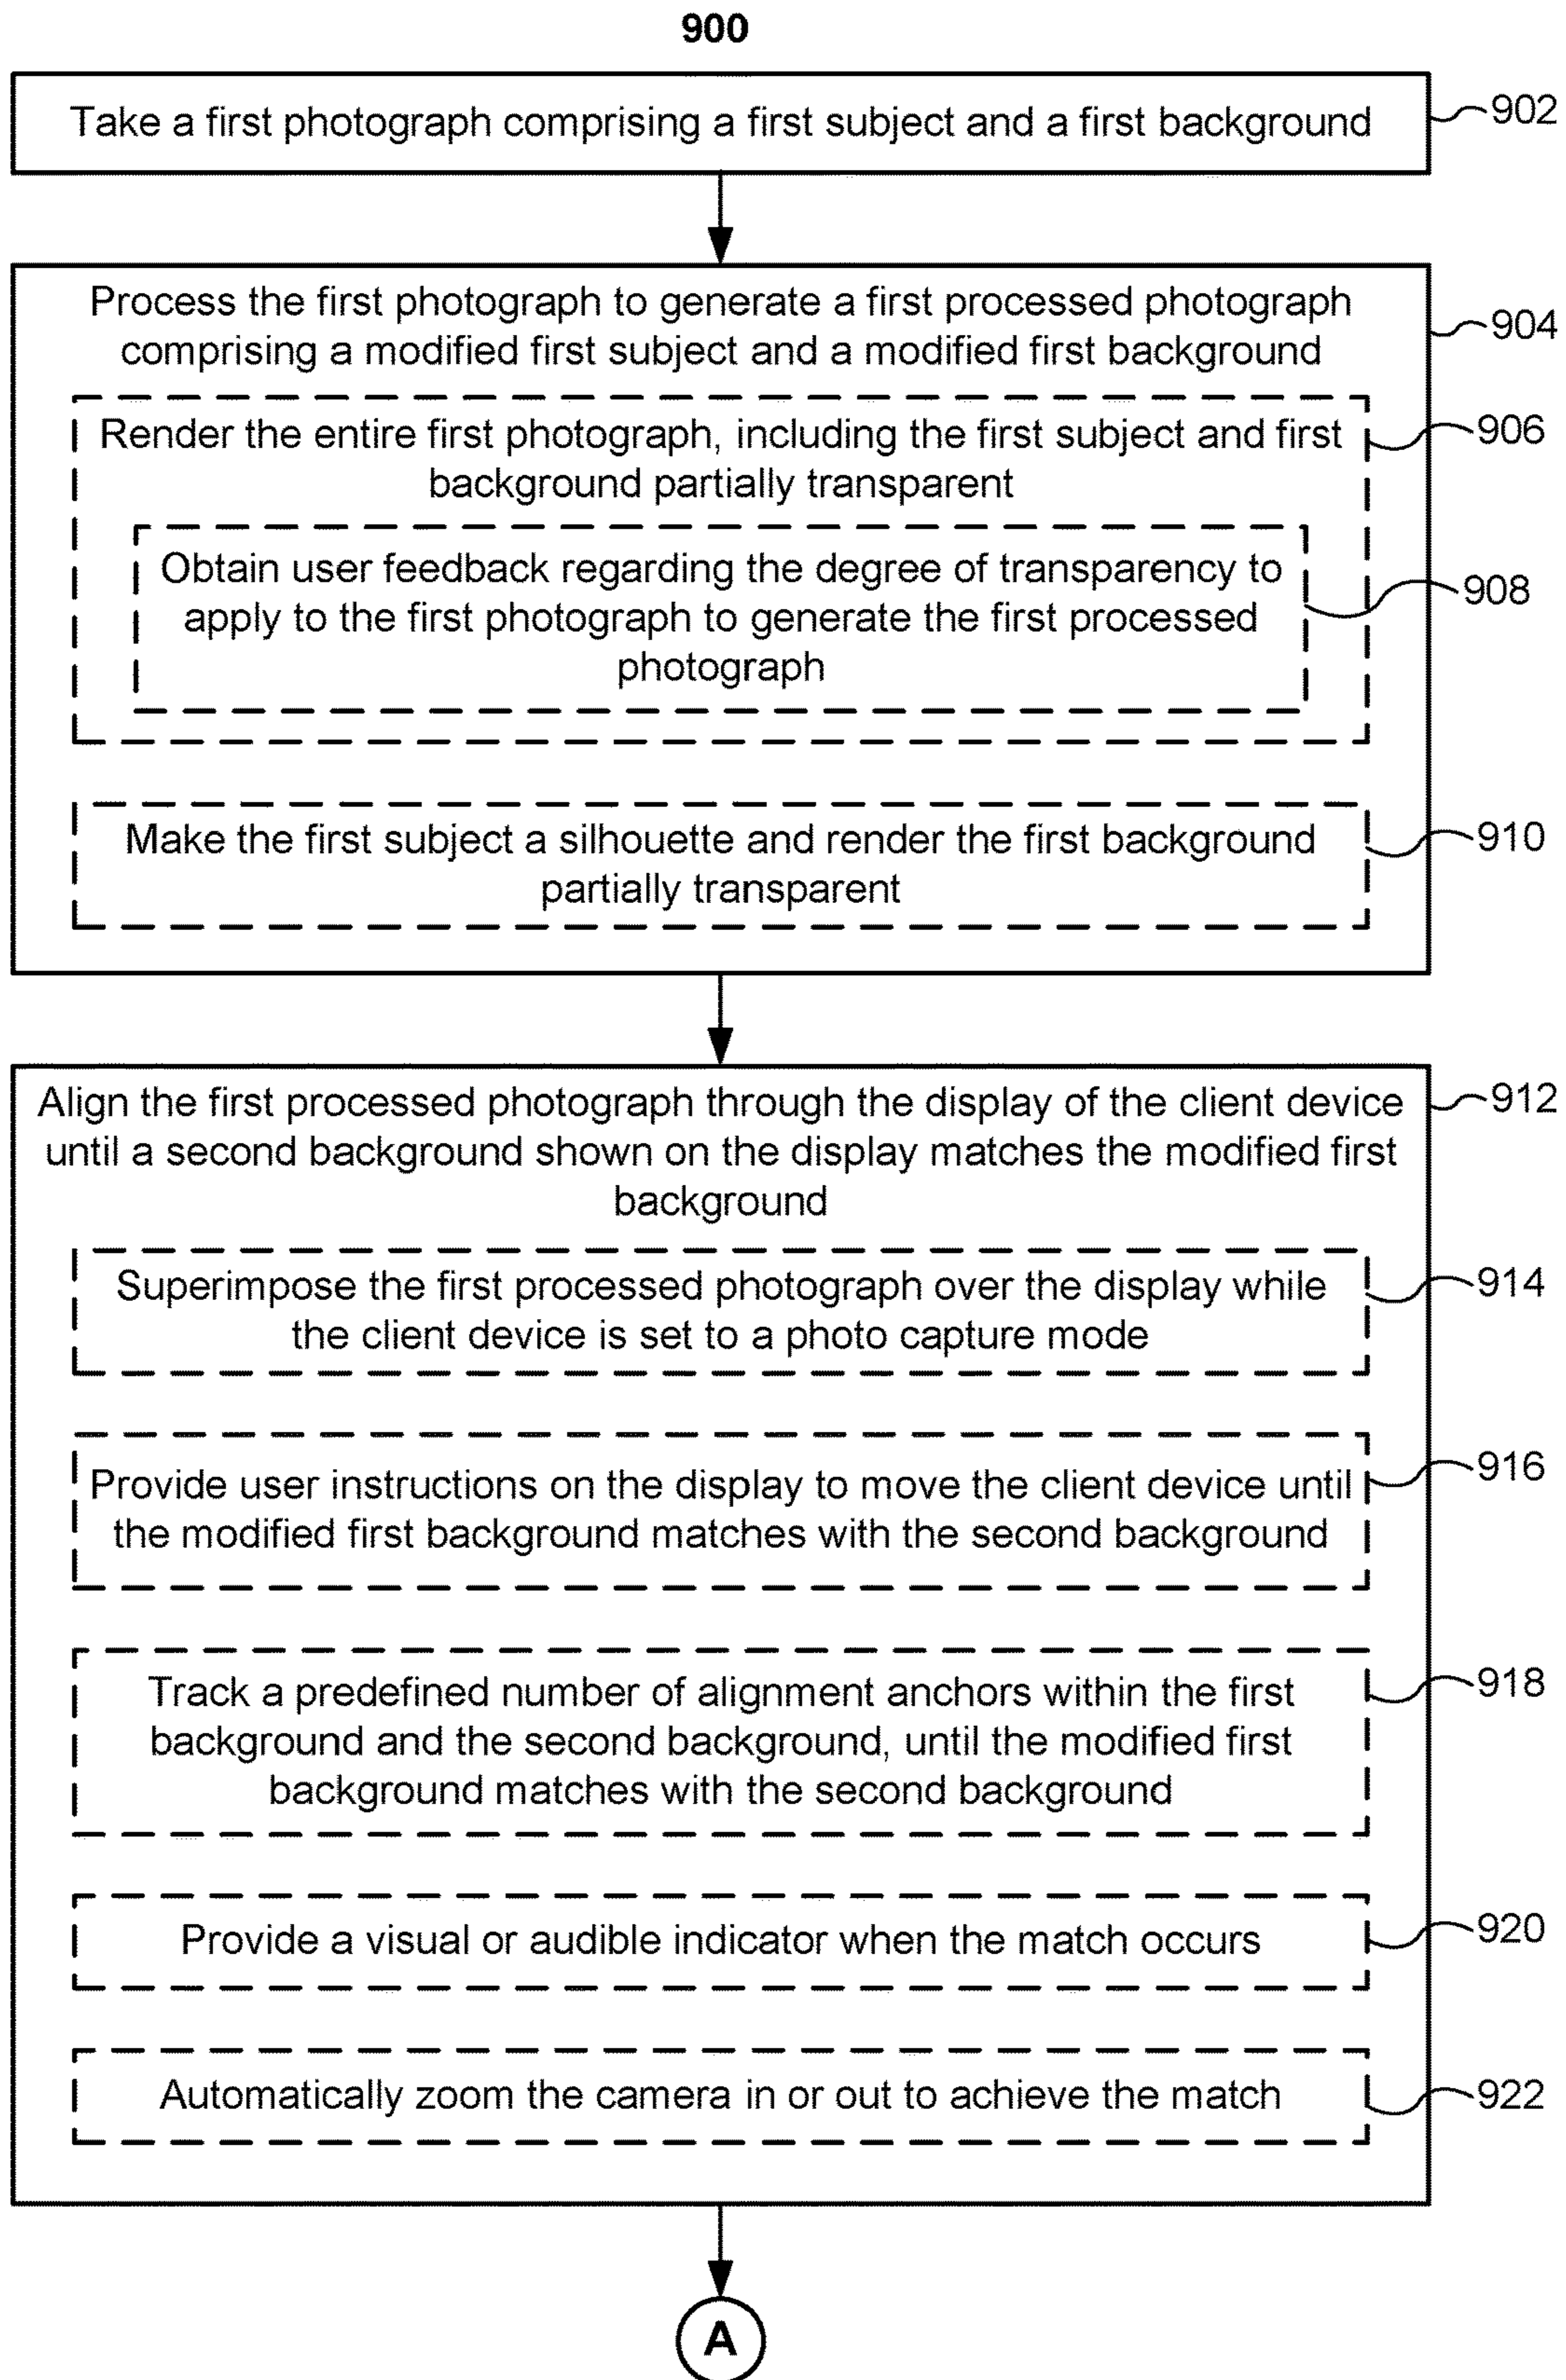 900
Take a first photograph comprising a first subject and a first background
902
Process the first photograph to generate a first processed photograph
comprising a modified first subject and a modified first background
904
Render the entire first photograph, including the first subject and first
background partially transparent
906
Obtain user feedback regarding the degree of transparency to
apply to the first photograph to generate the first processed
photograph
908
Make the first subject a silhouette and render the first background
partially transparent
910
Align the first processed photograph through the display of the client device
until a second background shown on the display matches the modified first
background
912
Superimpose the first processed photograph over the display while
the client device is set to a photo capture mode
914
Provide user instructions on the display to move the client device until
the modified first background matches with the second background
916
Track a predefined number of alignment anchors within the first
background and the second background, until the modified first
background matches with the second background
918
Provide a visual or audible indicator when the match occurs
920
Automatically zoom the camera in or out to achieve the match
922
A